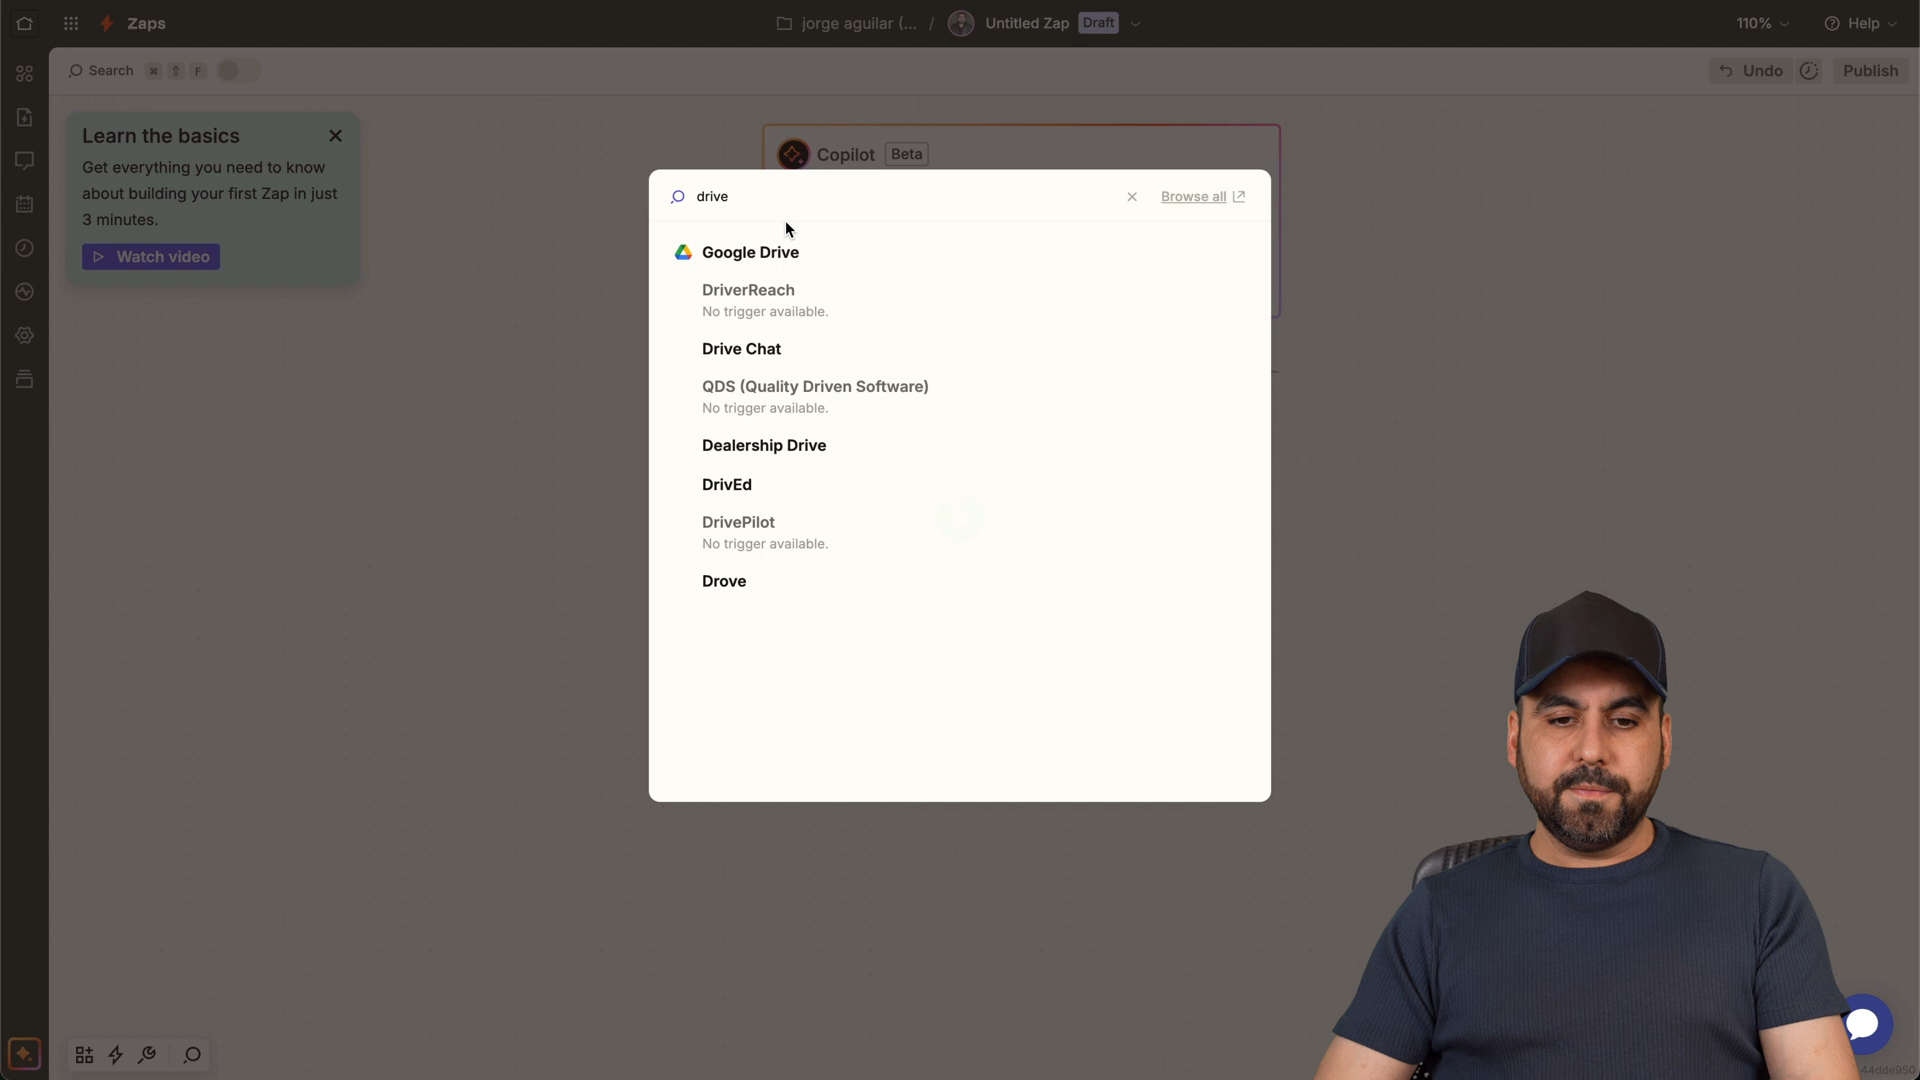 Zaps
jorge aguilar (... / Untitled Zap Draft
110%
Help
Search ⌘ ⇧ F
Undo
Publish
Learn the basics
Get everything you need to know
about building your first Zap in just
3 minutes.
Watch video
Copilot Beta
drive
Browse all
Google Drive
DriverReach
No trigger available.
Drive Chat
QDS (Quality Driven Software)
No trigger available.
Dealership Drive
DrivEd
DrivePilot
No trigger available.
Drove
44dde950